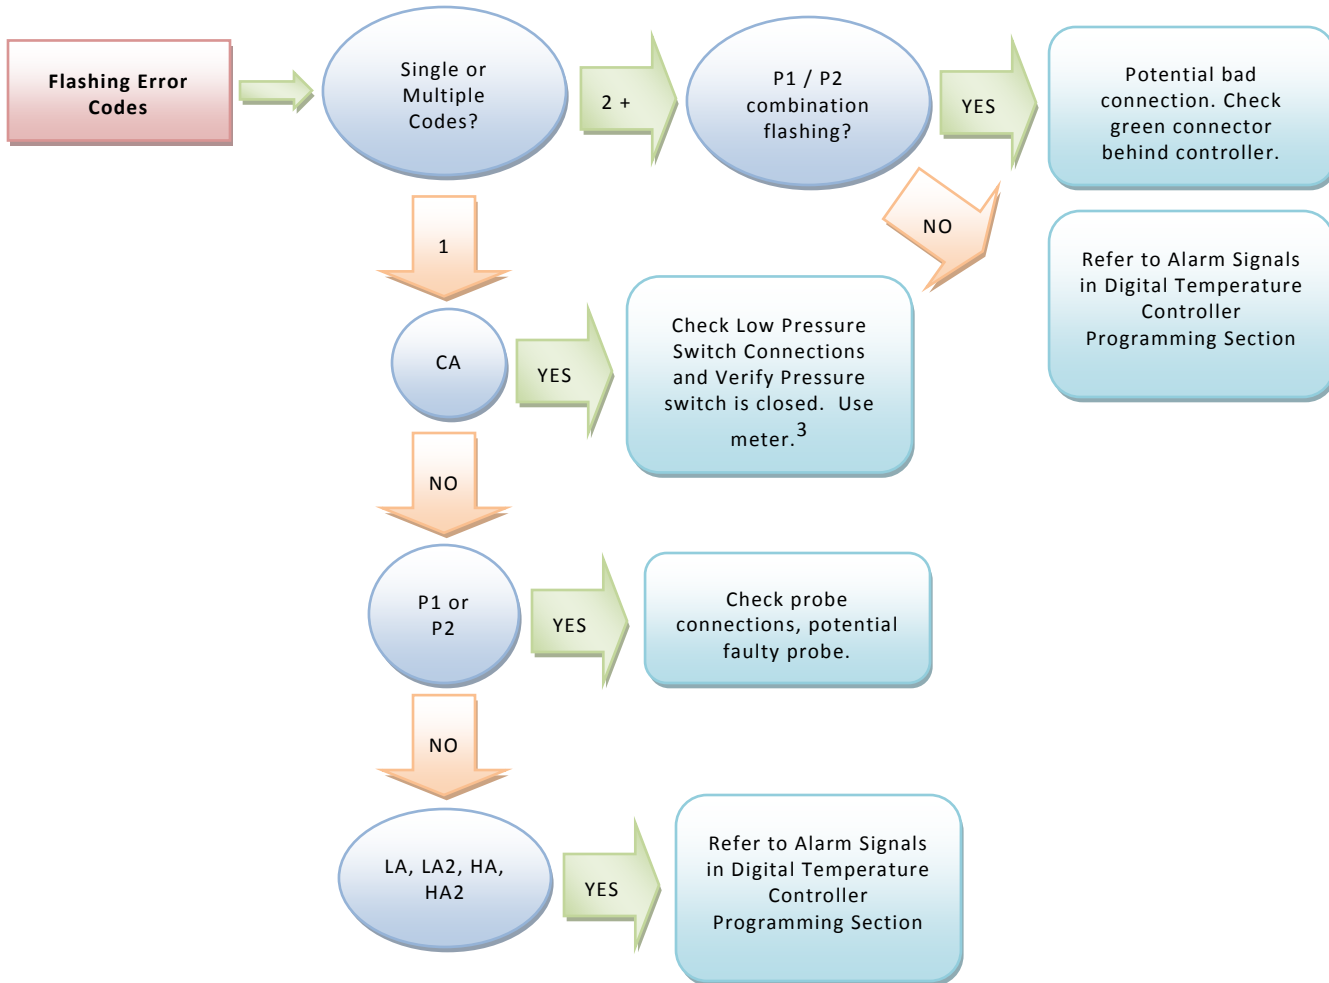 Flashing Error
Codes
Single or
Multiple
Codes?
2 +
P1 / P2
combination
flashing?
YES
Potential bad
connection. Check
green connector
behind controller.
NO
Refer to Alarm Signals
in Digital Temperature
Controller
Programming Section
1
CA
YES
Check Low Pressure
Switch Connections
and Verify Pressure
switch is closed. Use
meter.3
NO
P1 or
P2
YES
Check probe
connections, potential
faulty probe.
NO
LA, LA2, HA,
HA2
YES
Refer to Alarm Signals
in Digital Temperature
Controller
Programming Section